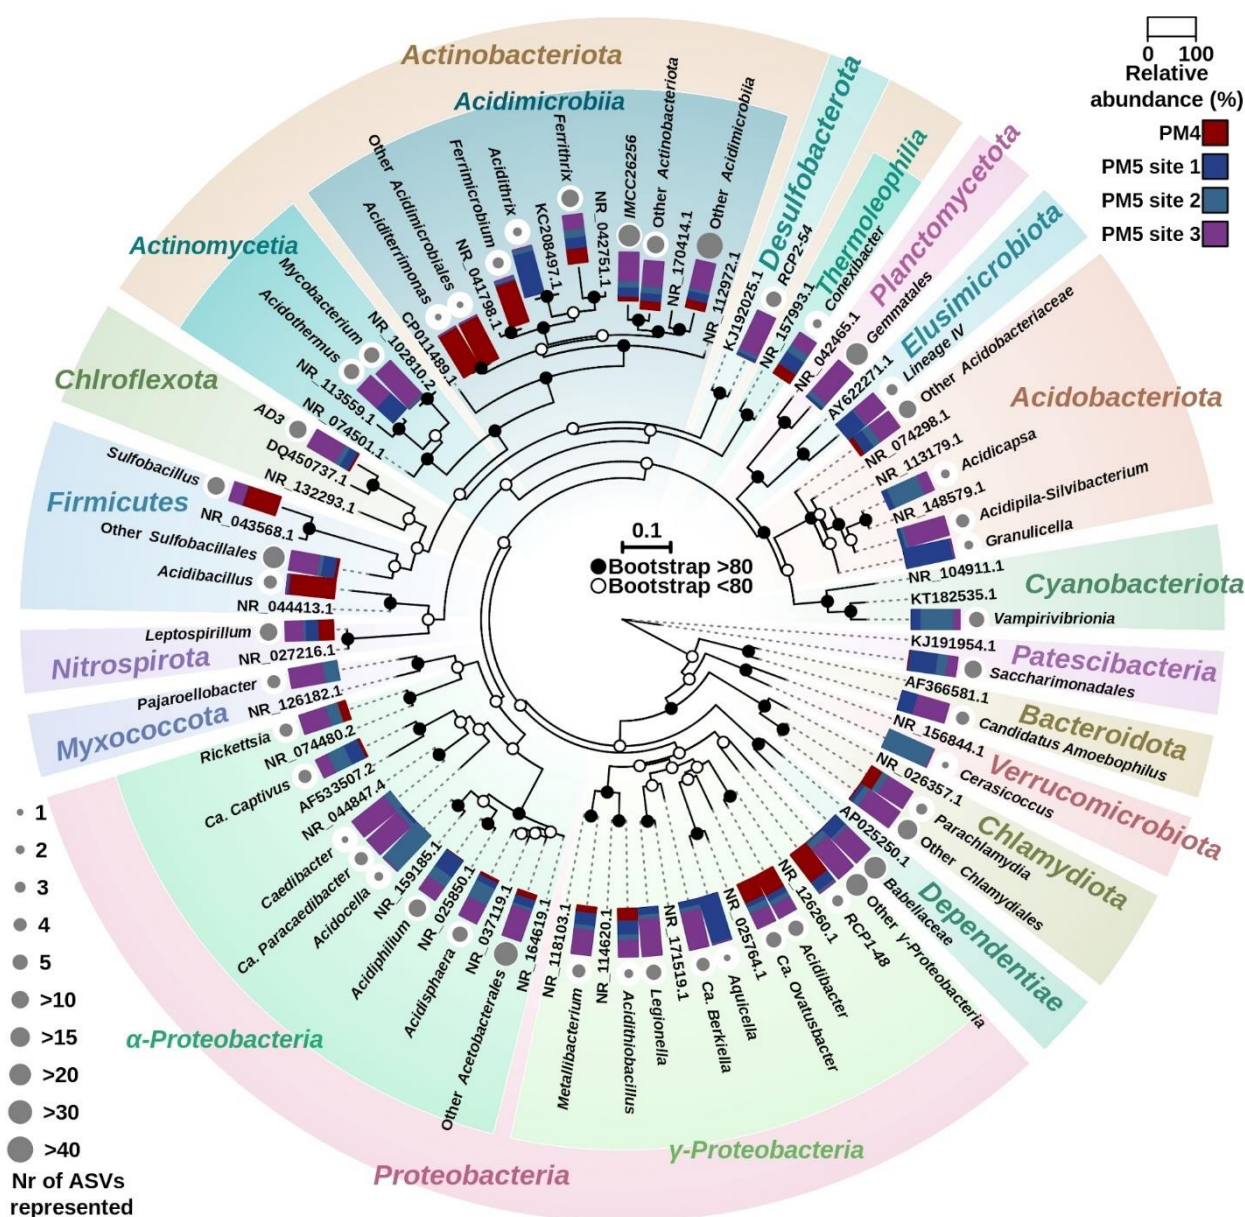 Actinobacteriota
Acidimicrobiia
Desulfobacterota
Thermoleophilia
Planctomycetota
Elusimicrobiota
Acidobacteriota
Cyanobacteriota
Patescibacteria
Bacteroidota
Verrucomicrobiota
Chlamydiota
Dependentiae
γ-Proteobacteria
Proteobacteria
α-Proteobacteria
Myxococcota
Nitrospirota
Firmicutes
Chlroflexota
Actinomycetia
0 100
Relative
abundance (%)
PM4
PM5 site 1
PM5 site 2
PM5 site 3
Other Acidimicrobiales
Aciditerrimonas
CP011489.1
NR_041798.1
Ferrimicrobium
Acidithrix
KC208497.1
Ferrithrix
NR_042751.1
IMCC26256
Other Actinobacteriota
NR_170414.1
Other Acidimicrobiia
NR_112972.1
KJ192025.1
RCP2-54
NR_157993.1
Conexibacter
NR_042465.1
Gemmatales
AY622271.1
Lineage IV
Other Acidobacteriaceae
NR_074298.1
NR_113179.1
Acidicapsa
NR_148579.1
Acidipila-Silvibacterium
Granulicella
NR_104911.1
KT182535.1
Vampirivibrionia
KJ191954.1
Saccharimonadales
AF366581.1
Candidatus Amoebophilus
NR_156844.1
Cerasicoccus
NR_026357.1
Parachlamydia
Other Chlamydiales
AP025250.1
Babeliaceae
Other γ-Proteobacteria
RCP1-48
NR_126260.1
Acidibacter
Ca. Ovatusbacter
NR_025764.1
Aquicella
Ca. Berkiella
NR_171519.1
Legionella
Acidithiobacillus
NR_114620.1
Metallibacterium
NR_118103.1
NR_164619.1
Other Acetobacterales
NR_037119.1
Acidisphaera
NR_025850.1
Acidiphilium
NR_159185.1
Acidocella
Ca. Paracaedibacter
Caedibacter
NR_044847.4
AF533507.2
Ca. Captivus
NR_074480.2
Rickettsia
NR_126182.1
Pajaroellobacter
NR_027216.1
Leptospirillum
NR_044413.1
Acidibacillus
Other Sulfobacillales
NR_043568.1
Sulfobacillus
NR_132293.1
DQ450737.1
AD3
NR_074501.1
NR_113559.1
Acidothermus
Mycobacterium
NR_102810.2
0.1
Bootstrap >80
Bootstrap <80
1
2
3
4
5
>10
>15
>20
>30
>40
Nr of ASVs
represented